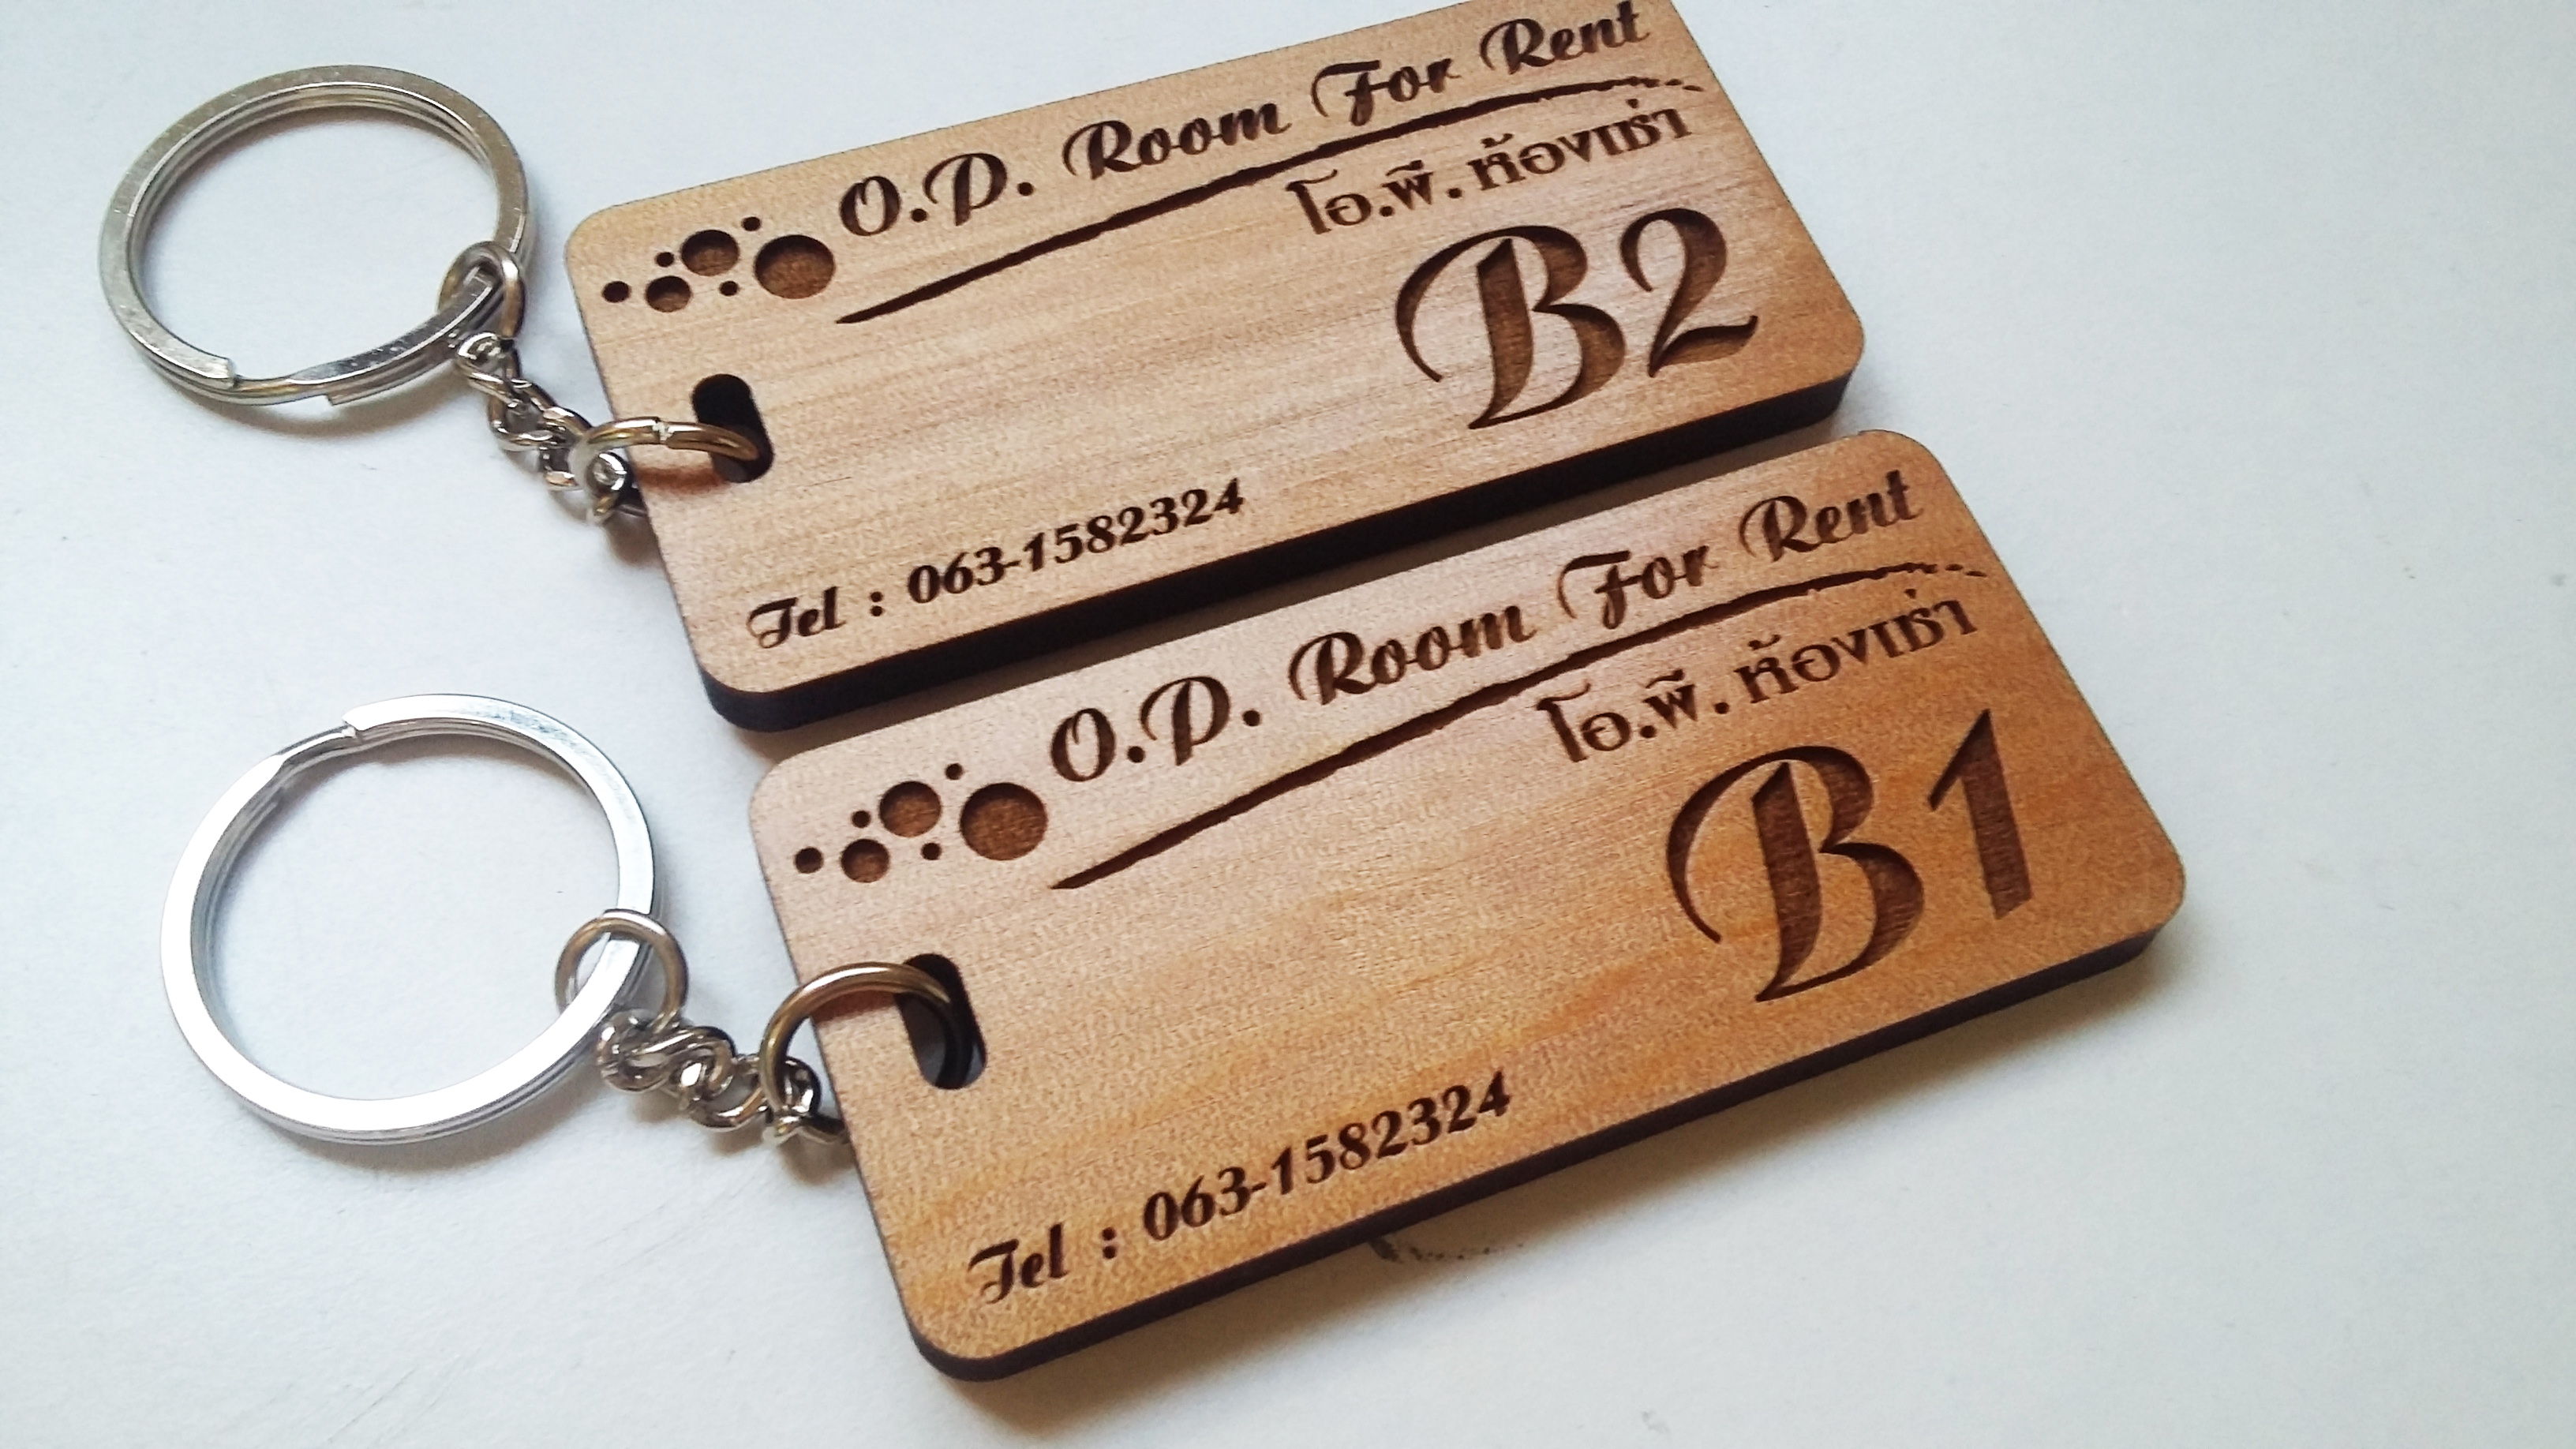 O.P. Room For Rent
โอ.พี. ห้องเช่า
B2
Tel : 063-1582324
O.P. Room For Rent
โอ.พี. ห้องเช่า
B1
Tel : 063-1582324